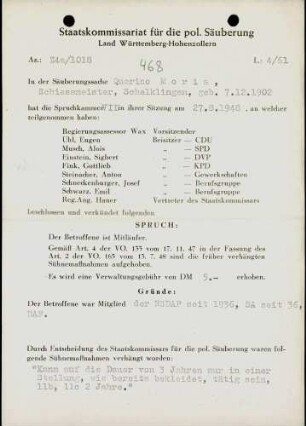 Staatskommissariat für die pol. Säuberung
Land Württemberg-Hohenzollern
Az.: 24a/1018
468
L: 4/61
In der Säuberungssache Querino M o r i a ,
Schiessmeister, Schelklingen, geb. 7.12.1902
hat die Spruchkammer VII in ihrer Sitzung am 27.8.1948 , an welcher
teilgenommen haben:
Regierungsassessor Wax Vorsitzender
Uhl, Eugen Beisitzer — CDU
Musch, Alois „ — SPD
Einstein, Sigbert „ — DVP
Fink, Gottlieb „ — KPD
Steinacher, Anton „ — Gewerkschaften
Schneckenburger, Josef „ — Berufsgruppe
Schwarz, Emil „ — Berufsgruppe
Reg.Ang. Hauer Vertreter des Staatskommissars
beschlossen und verkündet folgenden
SPRUCH:
Der Betroffene ist Mitläufer.
Gemäß Art. 4 der VO. 133 vom 17. 11. 47 in der Fassung des
Art. 2 der VO. 165 vom 13. 7. 48 sind die früher verhängten
Sühnemaßnahmen aufgehoben.
Es wird eine Verwaltungsgebühr von DM 5.-- erhoben.
Gründe:
Der Betroffene war Mitglied der NSDAP seit 1936, SA seit 36,
DAF.
Durch Entscheidung des Staatskommissars für die pol. Säuberung waren fol-
gende Sühnemaßnahmen verhängt worden:
"Kann auf die Dauer von 3 Jahren nur in einer
Stellung, wie bereits bekleidet, tätig sein,
11b, 11c 2 Jahre."